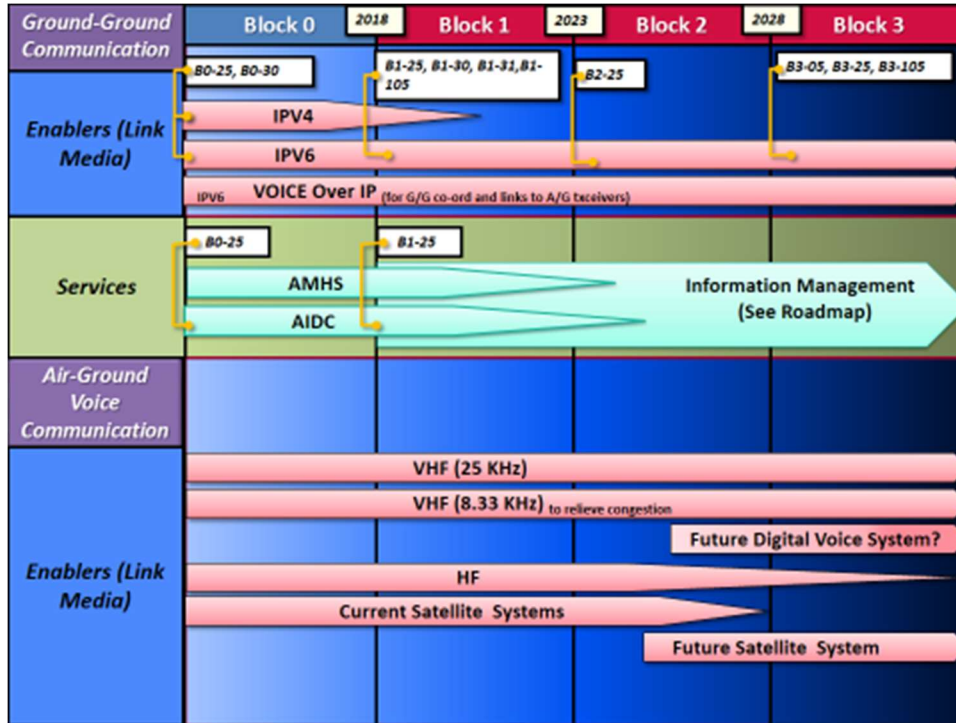 Ground-Ground
Communication
Block 0
2018
Block 1
2023
Block 2
2028
Block 3
B0-25, B0-30
B1-25, B1-30, B1-31,B1-
105
B2-25
B3-05, B3-25, B3-105
Enablers (Link
Media)
IPV4
IPV6
IPV6
VOICE Over IP (for G/G co-ord and links to A/G txceivers)
B0-25
B1-25
Services
AMHS
AIDC
Information Management
(See Roadmap)
Air-Ground
Voice
Communication
VHF (25 KHz)
VHF (8.33 KHz) to relieve congestion
Future Digital Voice System?
Enablers (Link
Media)
HF
Current Satellite Systems
Future Satellite System